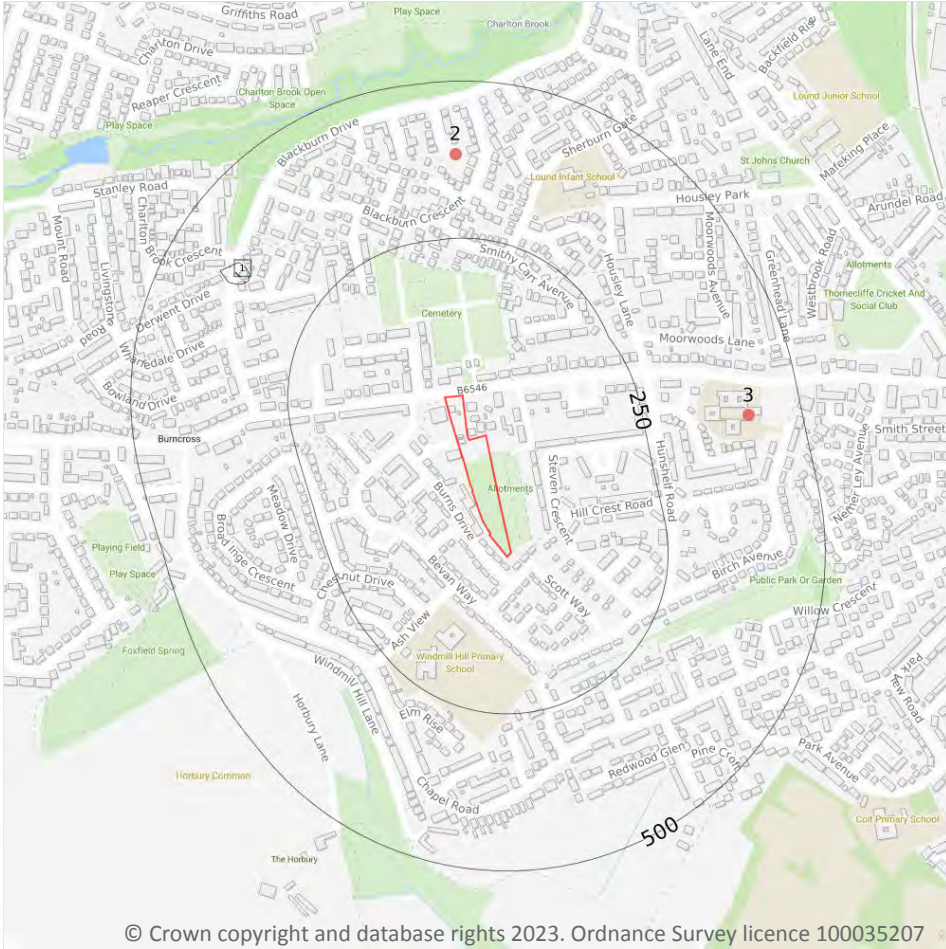 Griffiths Road
Play Space
Charlton Brook
Charlton Drive
Lane End
Backfield Rise
Reaper Crescent
Charlton Brook Open
Space
Lound Junior School
Play Space
Blackburn Drive
2
Sherburn Gate
Mafeking Place
St Johns Church
Stanley Road
Lound Infant School
Housley Park
Arundel Road
Mount Road
Charlton
Brook Crescent
Blackburn Crescent
Livingstone
Road
1
Smithy Carr Avenue
Housley Lane
Moorwoods Avenue
Greenhead Lane
Westbrook Road
Allotments
Derwent Drive
Cemetery
Thorncliffe Cricket And
Social Club
Wharfedale Drive
Moorwoods Lane
Bowland Drive
B6546
250
3
Burncross
Smith Street
Steven Crescent
Hunshelf Road
Nether Ley Avenue
Allotments
Burns Drive
Meadow Drive
Broad Inge Crescent
Hill Crest Road
Playing Field
Play Space
Chestnut Drive
Bevan Way
Birch Avenue
Public Park Or Garden
Scott Way
Willow Crescent
Ash View
Foxfield Spring
Windmill Hill Primary
School
Windmill Hill Lane
Horbury Lane
Elm Rise
Park Avenue
Redwood Glen
Pine Croft
Horbury Common
Chapel Road
Coit Primary School
500
The Horbury
© Crown copyright and database rights 2023. Ordnance Survey licence 100035207